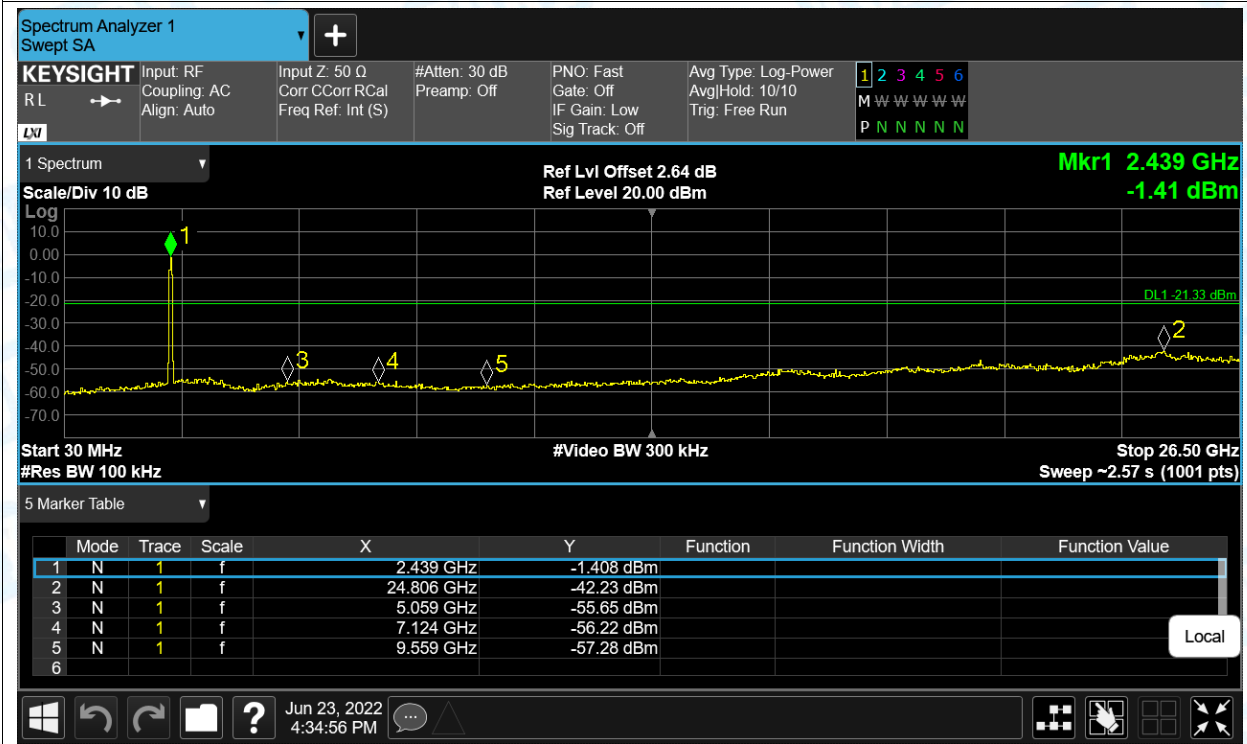 Spectrum Analyzer 1
Swept SA
KEYSIGHT
R L
LXI
Input: RF
Coupling: AC
Align: Auto
Input Z: 50 Ω
Corr CCorr RCal
Freq Ref: Int (S)
#Atten: 30 dB
Preamp: Off
PNO: Fast
Gate: Off
IF Gain: Low
Sig Track: Off
Avg Type: Log-Power
Avg|Hold: 10/10
Trig: Free Run
1 2 3 4 5 6
M W W W W W
P N N N N N
1 Spectrum
Scale/Div 10 dB
Ref Lvl Offset 2.64 dB
Ref Level 20.00 dBm
Mkr1 2.439 GHz
-1.41 dBm
Log
10.0
0.00
-10.0
-20.0
-30.0
-40.0
-50.0
-60.0
-70.0
1
DL1 -21.33 dBm
2
3
4
5
Start 30 MHz
#Video BW 300 kHz
Stop 26.50 GHz
#Res BW 100 kHz
Sweep ~2.57 s (1001 pts)
5 Marker Table
Mode Trace Scale X Y Function Function Width Function Value
1 N 1 f 2.439 GHz -1.408 dBm
2 N 1 f 24.806 GHz -42.23 dBm
3 N 1 f 5.059 GHz -55.65 dBm
4 N 1 f 7.124 GHz -56.22 dBm
5 N 1 f 9.559 GHz -57.28 dBm
6
Local
?
Jun 23, 2022
4:34:56 PM